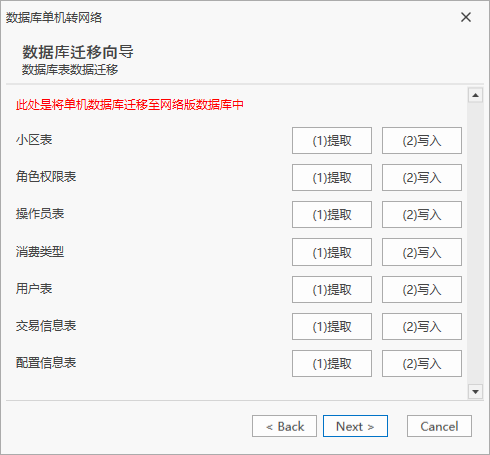 数据库单机转网络
数据库迁移向导
数据库表数据迁移
此处是将单机数据库迁移至网络版数据库中
小区表 (1)提取 (2)写入
角色权限表 (1)提取 (2)写入
操作员表 (1)提取 (2)写入
消费类型 (1)提取 (2)写入
用户表 (1)提取 (2)写入
交易信息表 (1)提取 (2)写入
配置信息表 (1)提取 (2)写入
< Back Next > Cancel